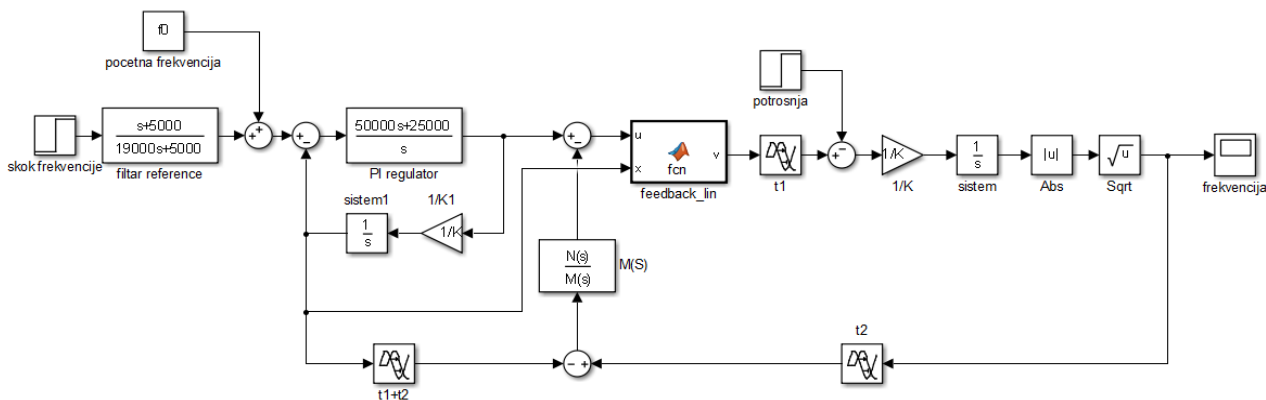 f0
pocetna frekvencija
skok frekvencije
s+5000
19000s+5000
filtar reference
50000s+25000
s
PI regulator
sistem1
1/K1
1
s
1/K
u
x
fcn
v
feedback_lin
potrosnja
t1
1/K
1/K
1
s
sistem
|u|
Abs
√u
Sqrt
frekvencija
N(s)
M(s)
M(S)
t1+t2
t2